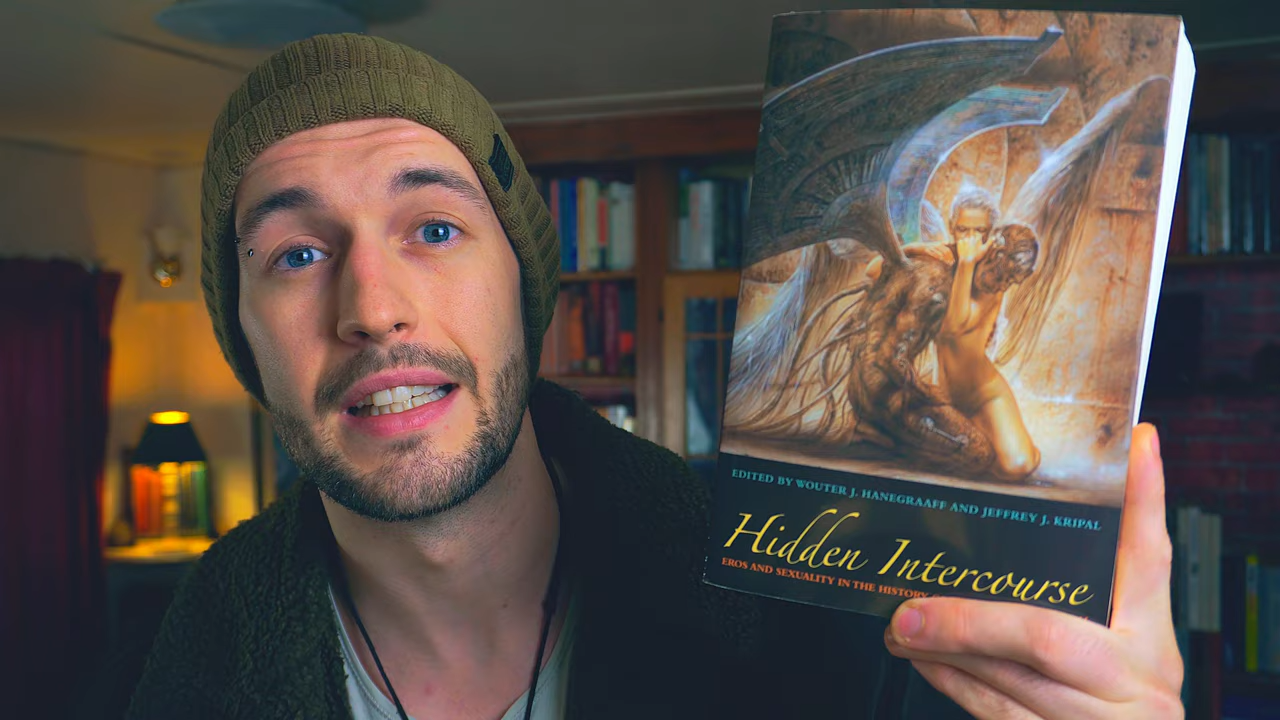 EDITED BY WOUTER J. HANEGRAAFF AND JEFFREY J. KRIPAL
Hidden Intercourse
EROS AND SEXUALITY IN THE HISTORY